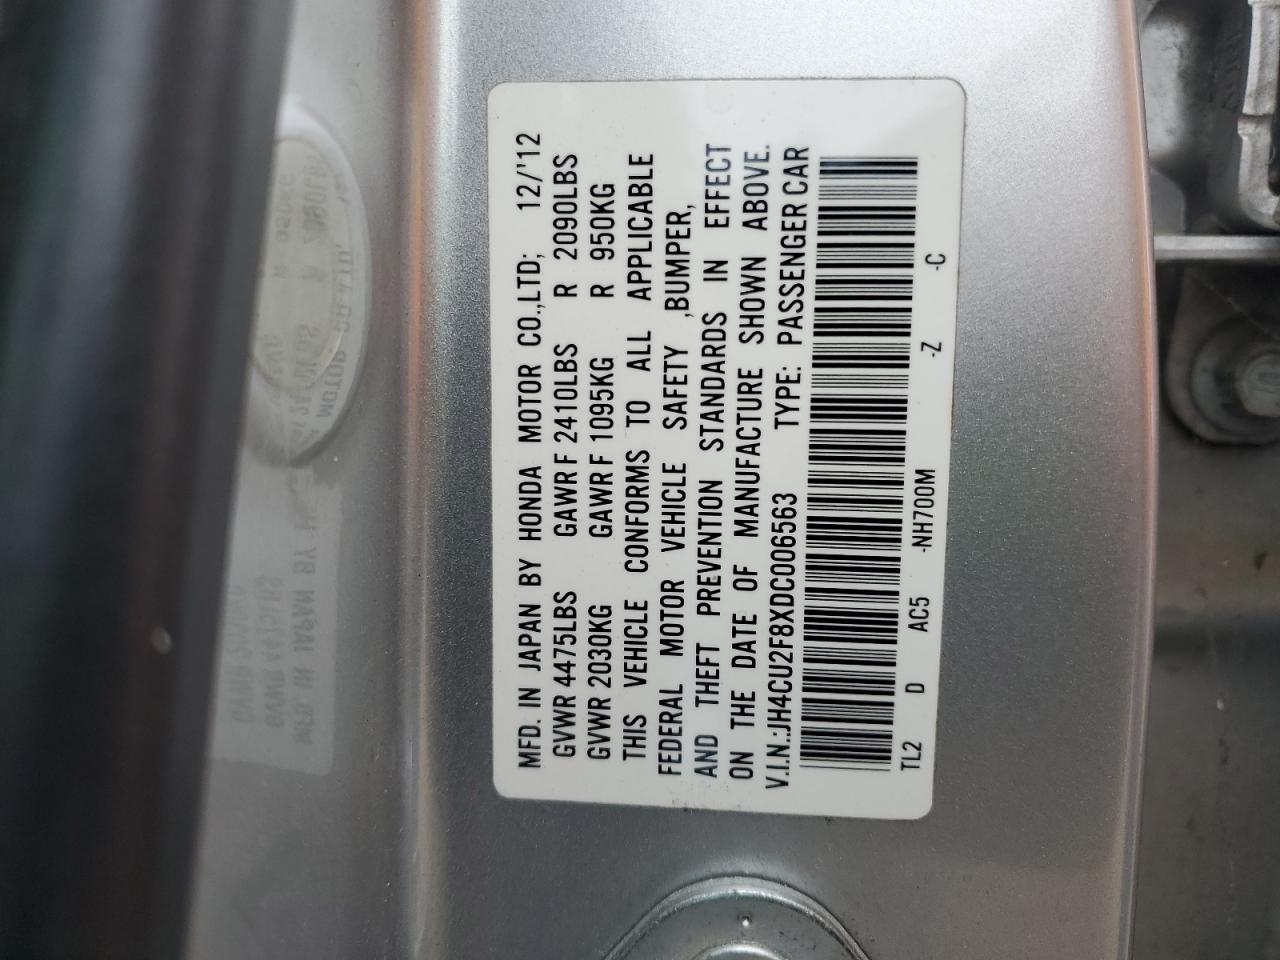 MFD. IN JAPAN BY HONDA MOTOR CO.,LTD; 12/'12
GVWR 4475LBS GAWR F 2410LBS R 2090LBS
GVWR 2030KG GAWR F 1095KG R 950KG
THIS VEHICLE CONFORMS TO ALL APPLICABLE
FEDERAL MOTOR VEHICLE SAFETY ,BUMPER,
AND THEFT PREVENTION STANDARDS IN EFFECT
ON THE DATE OF MANUFACTURE SHOWN ABOVE.
V.I.N.:JH4CU2F8XDC006563 TYPE: PASSENGER CAR
TL2 D AC5 -NH700M -Z -C